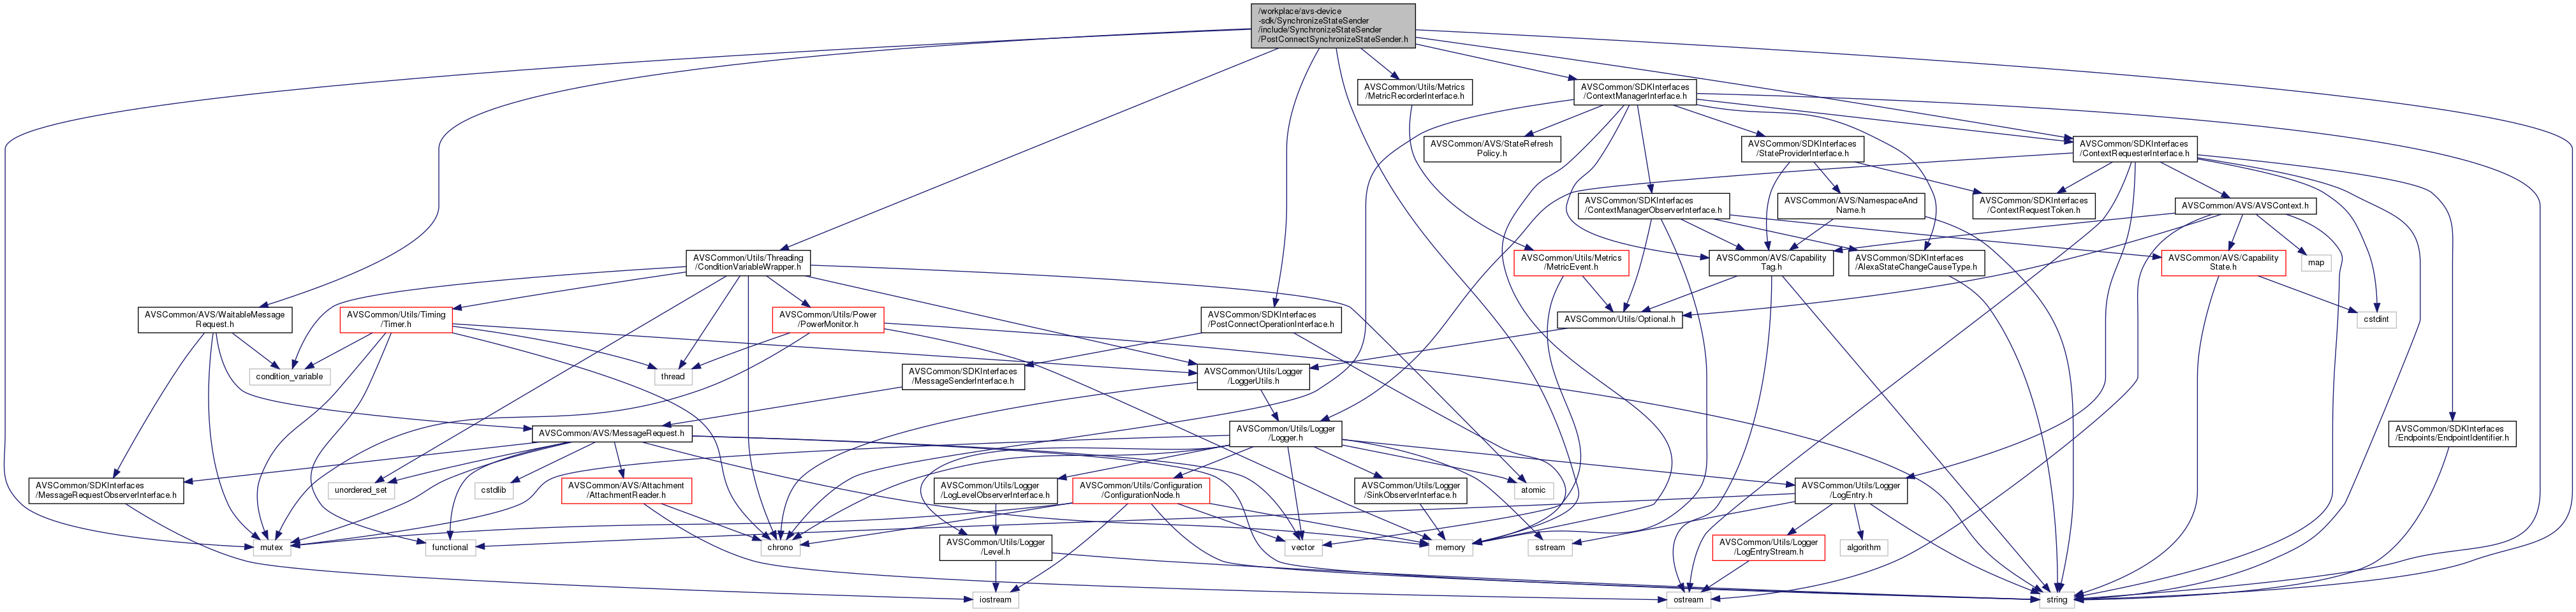 /workplace/avs-device
-sdk/SynchronizeStateSender
/include/SynchronizeStateSender
/PostConnectSynchronizeStateSender.h
AVSCommon/Utils/Metrics
/MetricRecorderInterface.h
AVSCommon/SDKInterfaces
/ContextManagerInterface.h
AVSCommon/AVS/StateRefresh
Policy.h
AVSCommon/SDKInterfaces
/StateProviderInterface.h
AVSCommon/SDKInterfaces
/ContextRequesterInterface.h
AVSCommon/SDKInterfaces
/ContextManagerObserverInterface.h
AVSCommon/AVS/NamespaceAnd
Name.h
AVSCommon/SDKInterfaces
/ContextRequestToken.h
AVSCommon/AVS/AVSContext.h
AVSCommon/Utils/Threading
/ConditionVariableWrapper.h
AVSCommon/Utils/Metrics
/MetricEvent.h
AVSCommon/AVS/Capability
Tag.h
AVSCommon/SDKInterfaces
/AlexaStateChangeCauseType.h
AVSCommon/AVS/Capability
State.h
map
AVSCommon/AVS/WaitableMessage
Request.h
AVSCommon/Utils/Timing
/Timer.h
AVSCommon/Utils/Power
/PowerMonitor.h
AVSCommon/SDKInterfaces
/PostConnectOperationInterface.h
AVSCommon/Utils/Optional.h
cstdint
condition_variable
thread
AVSCommon/SDKInterfaces
/MessageSenderInterface.h
AVSCommon/Utils/Logger
/LoggerUtils.h
AVSCommon/AVS/MessageRequest.h
AVSCommon/Utils/Logger
/Logger.h
AVSCommon/SDKInterfaces
/Endpoints/EndpointIdentifier.h
AVSCommon/SDKInterfaces
/MessageRequestObserverInterface.h
unordered_set
cstdlib
AVSCommon/AVS/Attachment
/AttachmentReader.h
AVSCommon/Utils/Logger
/LogLevelObserverInterface.h
AVSCommon/Utils/Configuration
/ConfigurationNode.h
AVSCommon/Utils/Logger
/SinkObserverInterface.h
atomic
AVSCommon/Utils/Logger
/LogEntry.h
mutex
functional
chrono
AVSCommon/Utils/Logger
/Level.h
vector
memory
sstream
AVSCommon/Utils/Logger
/LogEntryStream.h
algorithm
iostream
ostream
string